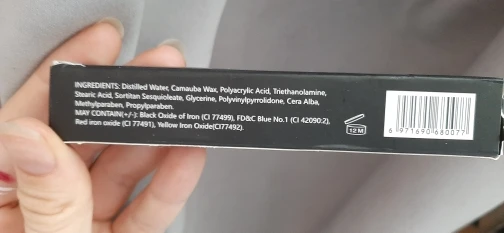 INGREDIENTS: Distilled Water, Carnauba Wax, Polyacrylic Acid, Triethanolamine,
Stearic Acid, Sortitan Sesquioleate, Glycerine, Polyvinylpyrrolidone, Cera Alba,
Methylparaben, Propylparaben.
MAY CONTAIN(+/-): Black Oxide of Iron (CI 77499), FD&C Blue No.1 (CI 42090:2),
Red iron oxide (CI 77491), Yellow Iron Oxide(CI77492).
12 M
6 971690 680077